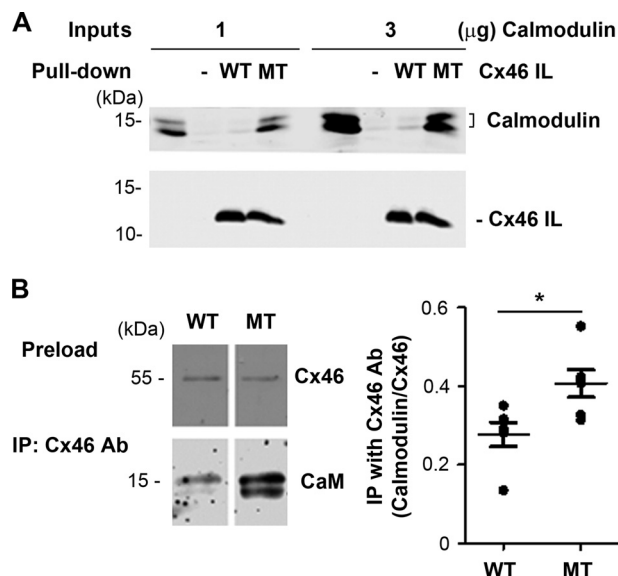 A
Inputs 1 3 (μg) Calmodulin
Pull-down - WT MT - WT MT Cx46 IL
(kDa)
15- Calmodulin
15-
- Cx46 IL
10-
B
(kDa) WT MT
Preload
55 - Cx46
IP: Cx46 Ab
15 - CaM
IP with Cx46 Ab
(Calmodulin/Cx46)
0.6
*
0.4
0.2
0
WT MT